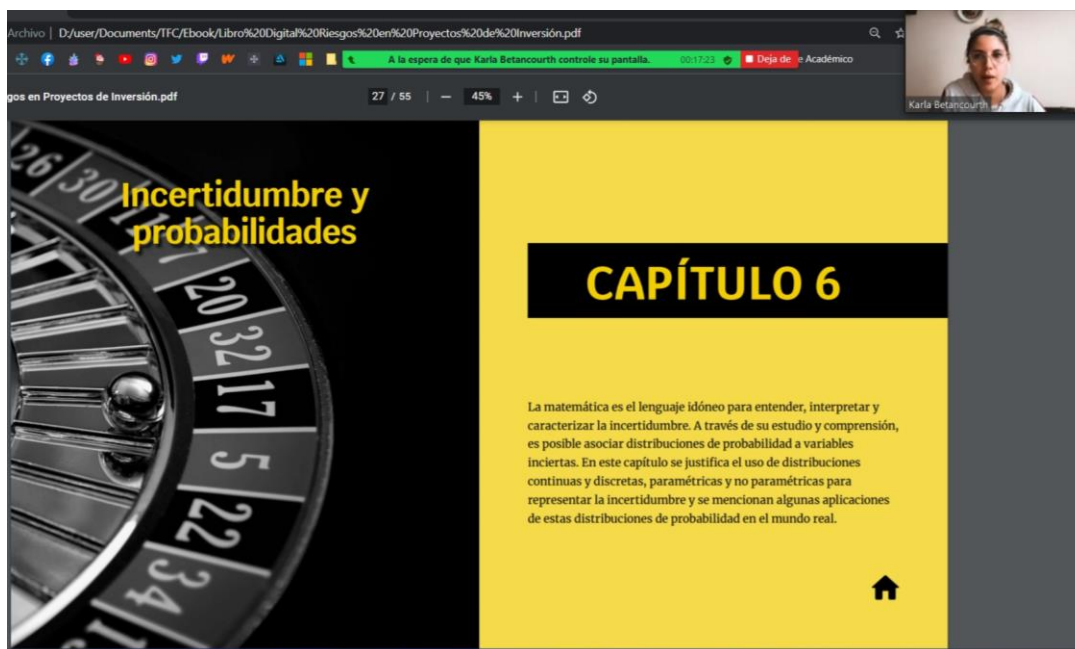 Archivo | D:/user/Documents/TFC/Ebook/Libro%20Digital%20Riesgos%20en%20Proyectos%20de%20Inversión.pdf
A la espera de que Karla Betancourth controle su pantalla. 00:17:23 Deja de e Académico
gos en Proyectos de Inversión.pdf 27 / 55 | — 45% + |
Karla Betancourth
Incertidumbre y
probabilidades
26 30 11 7 20 32 17 5 22 34
CAPÍTULO 6
La matemática es el lenguaje idóneo para entender, interpretar y
caracterizar la incertidumbre. A través de su estudio y comprensión,
es posible asociar distribuciones de probabilidad a variables
inciertas. En este capítulo se justifica el uso de distribuciones
continuas y discretas, paramétricas y no paramétricas para
representar la incertidumbre y se mencionan algunas aplicaciones
de estas distribuciones de probabilidad en el mundo real.